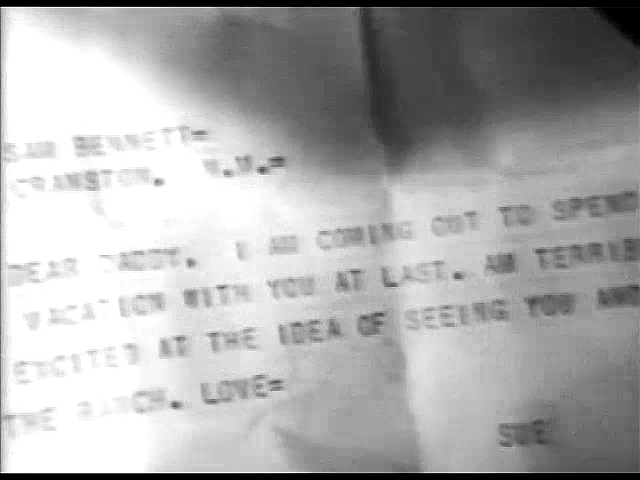 SAM BENNETT=
CRANSTON, N.M.=
DEAR DADDY. I AM COMING OUT TO SPEND
VACATION WITH YOU AT LAST. AM TERRIB
EXCITED AT THE IDEA OF SEEING YOU AND
THE RANCH. LOVE=
SUE